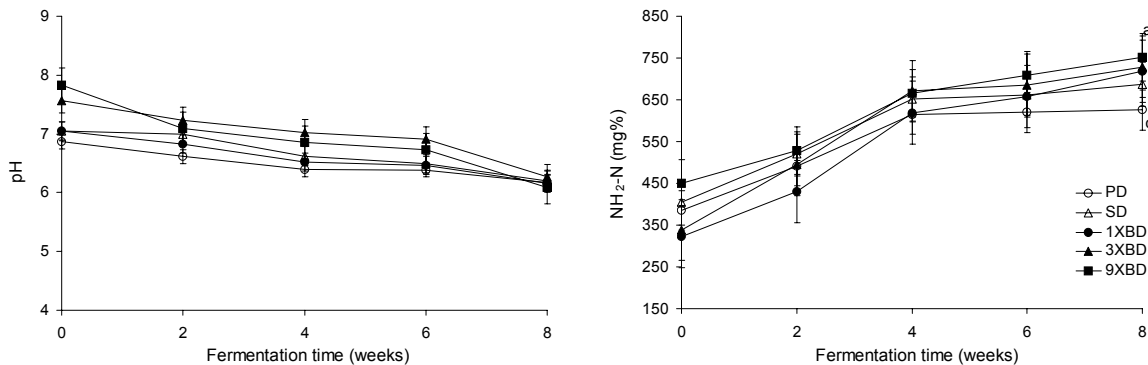 9
8
7
6
5
4
pH
0 2 4 6 8
Fermentation time (weeks)
850
750
650
550
450
350
250
150
NH₂-N (mg%)
0 2 4 6 8
Fermentation time (weeks)
a
PD
SD
1XBD
3XBD
9XBD